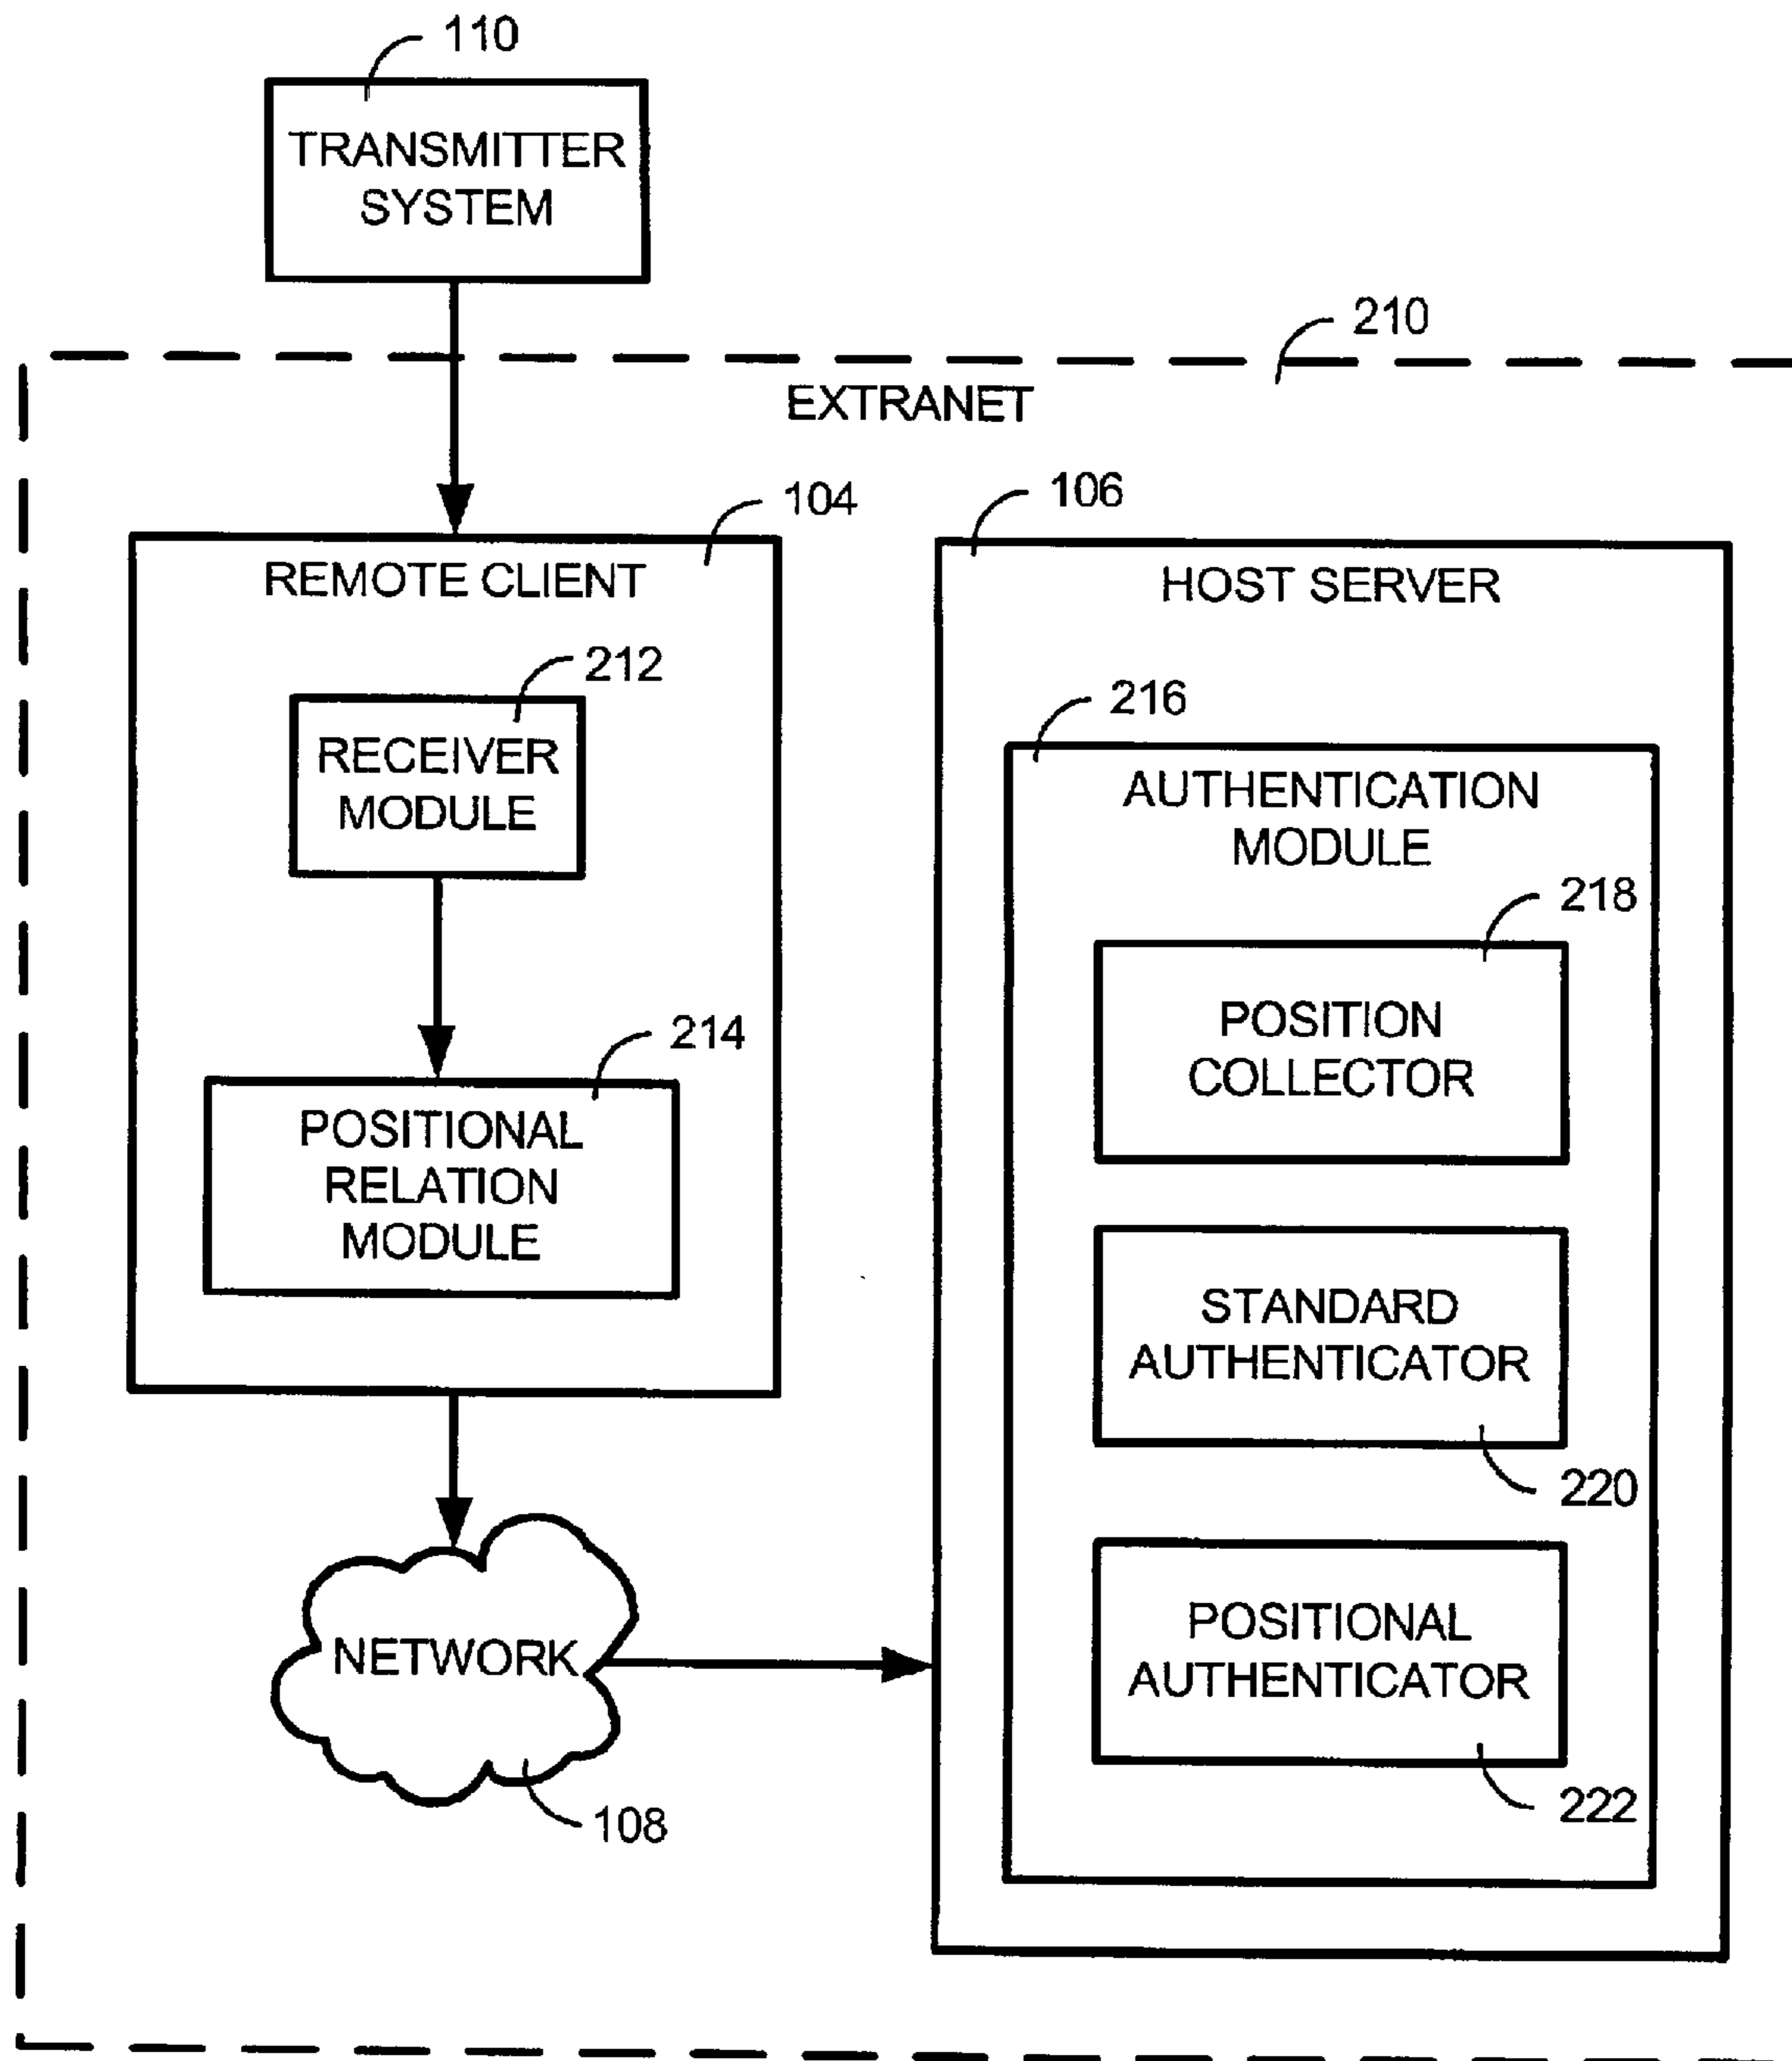 110
TRANSMITTER
SYSTEM
210
EXTRANET
104
REMOTE CLIENT
212
RECEIVER
MODULE
214
POSITIONAL
RELATION
MODULE
NETWORK
108
106
HOST SERVER
216
AUTHENTICATION
MODULE
218
POSITION
COLLECTOR
STANDARD
AUTHENTICATOR
220
POSITIONAL
AUTHENTICATOR
222